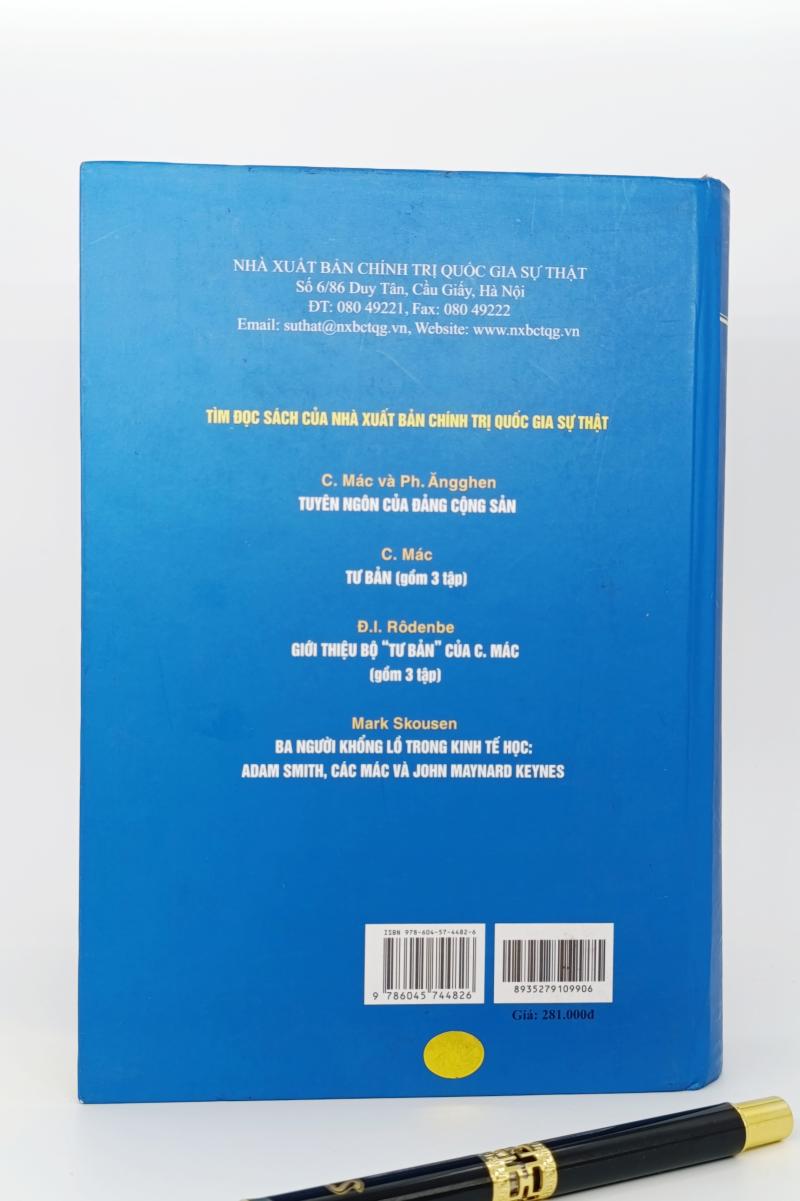 NHÀ XUẤT BẢN CHÍNH TRỊ QUỐC GIA SỰ THẬT
Số 6/86 Duy Tân, Cầu Giấy, Hà Nội
ĐT: 080 49221, Fax: 080 49222
Email: suthat@nxbctqg.vn, Website: www.nxbctqg.vn
TÌM ĐỌC SÁCH CỦA NHÀ XUẤT BẢN CHÍNH TRỊ QUỐC GIA SỰ THẬT
C. Mác và Ph. Ăngghen
TUYÊN NGÔN CỦA ĐẢNG CỘNG SẢN
C. Mác
TƯ BẢN (gồm 3 tập)
Đ.I. Rôdenbe
GIỚI THIỆU BỘ "TƯ BẢN" CỦA C. MÁC
(gồm 3 tập)
Mark Skousen
BA NGƯỜI KHỔNG LỒ TRONG KINH TẾ HỌC:
ADAM SMITH, CÁC MÁC VÀ JOHN MAYNARD KEYNES
ISBN 978-604-57-4482-6
9 786045 744826
8935279109906
Giá: 281.000đ